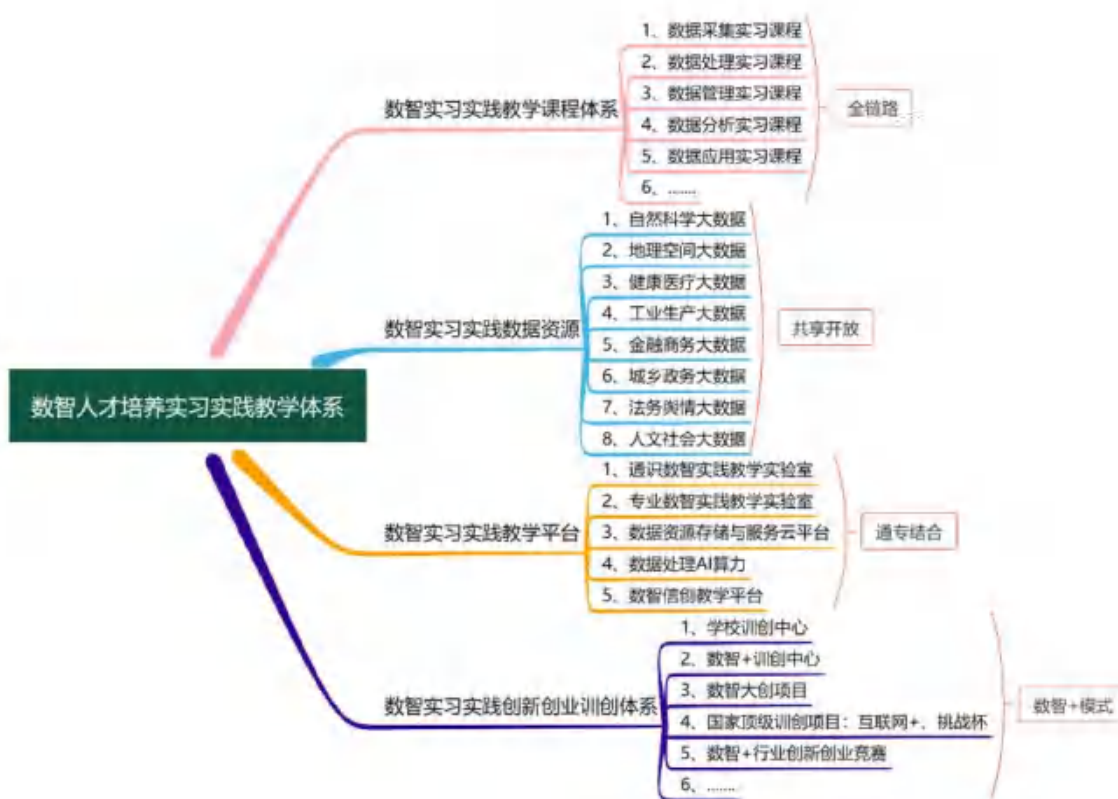 数智人才培养实习实践教学体系
数智实习实践教学课程体系
1、数据采集实习课程
2、数据处理实习课程
3、数据管理实习课程
4、数据分析实习课程
5、数据应用实习课程
6、.......
全链路
数智实习实践数据资源
1、自然科学大数据
2、地理空间大数据
3、健康医疗大数据
4、工业生产大数据
5、金融商务大数据
6、城乡政务大数据
7、法务舆情大数据
8、人文社会大数据
共享开放
数智实习实践教学平台
1、通识数智实践教学实验室
2、专业数智实践教学实验室
3、数据资源存储与服务云平台
4、数据处理AI算力
5、数智信创教学平台
通专结合
数智实习实践创新创业训创体系
1、学校训创中心
2、数智+训创中心
3、数智大创项目
4、国家顶级训创项目：互联网+、挑战杯
5、数智+行业创新创业竞赛
6、.......
数智+模式